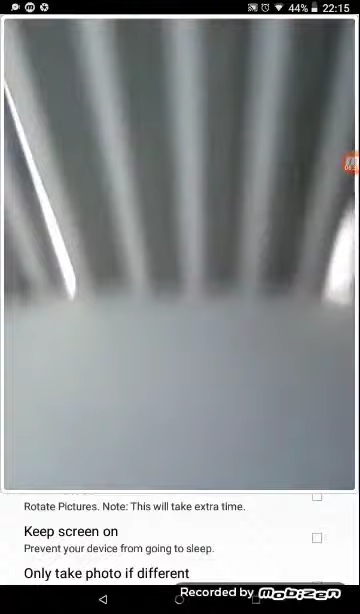 44% 22:15
Rotate Pictures. Note: This will take extra time.
Keep screen on
Prevent your device from going to sleep.
Only take photo if different
Recorded by Mobizen